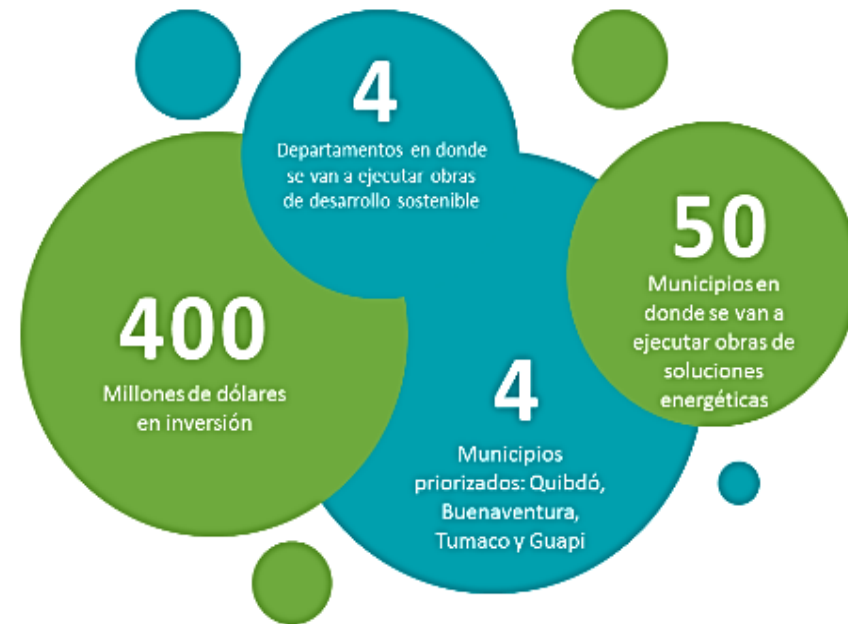 4
Departamentos en donde
se van a ejecutar obras
de desarrollo sostenible
400
Millones de dólares
en inversión
4
Municipios
priorizados: Quibdó,
Buenaventura,
Tumaco y Guapi
50
Municipios en
donde se van a
ejecutar obras de
soluciones
energéticas